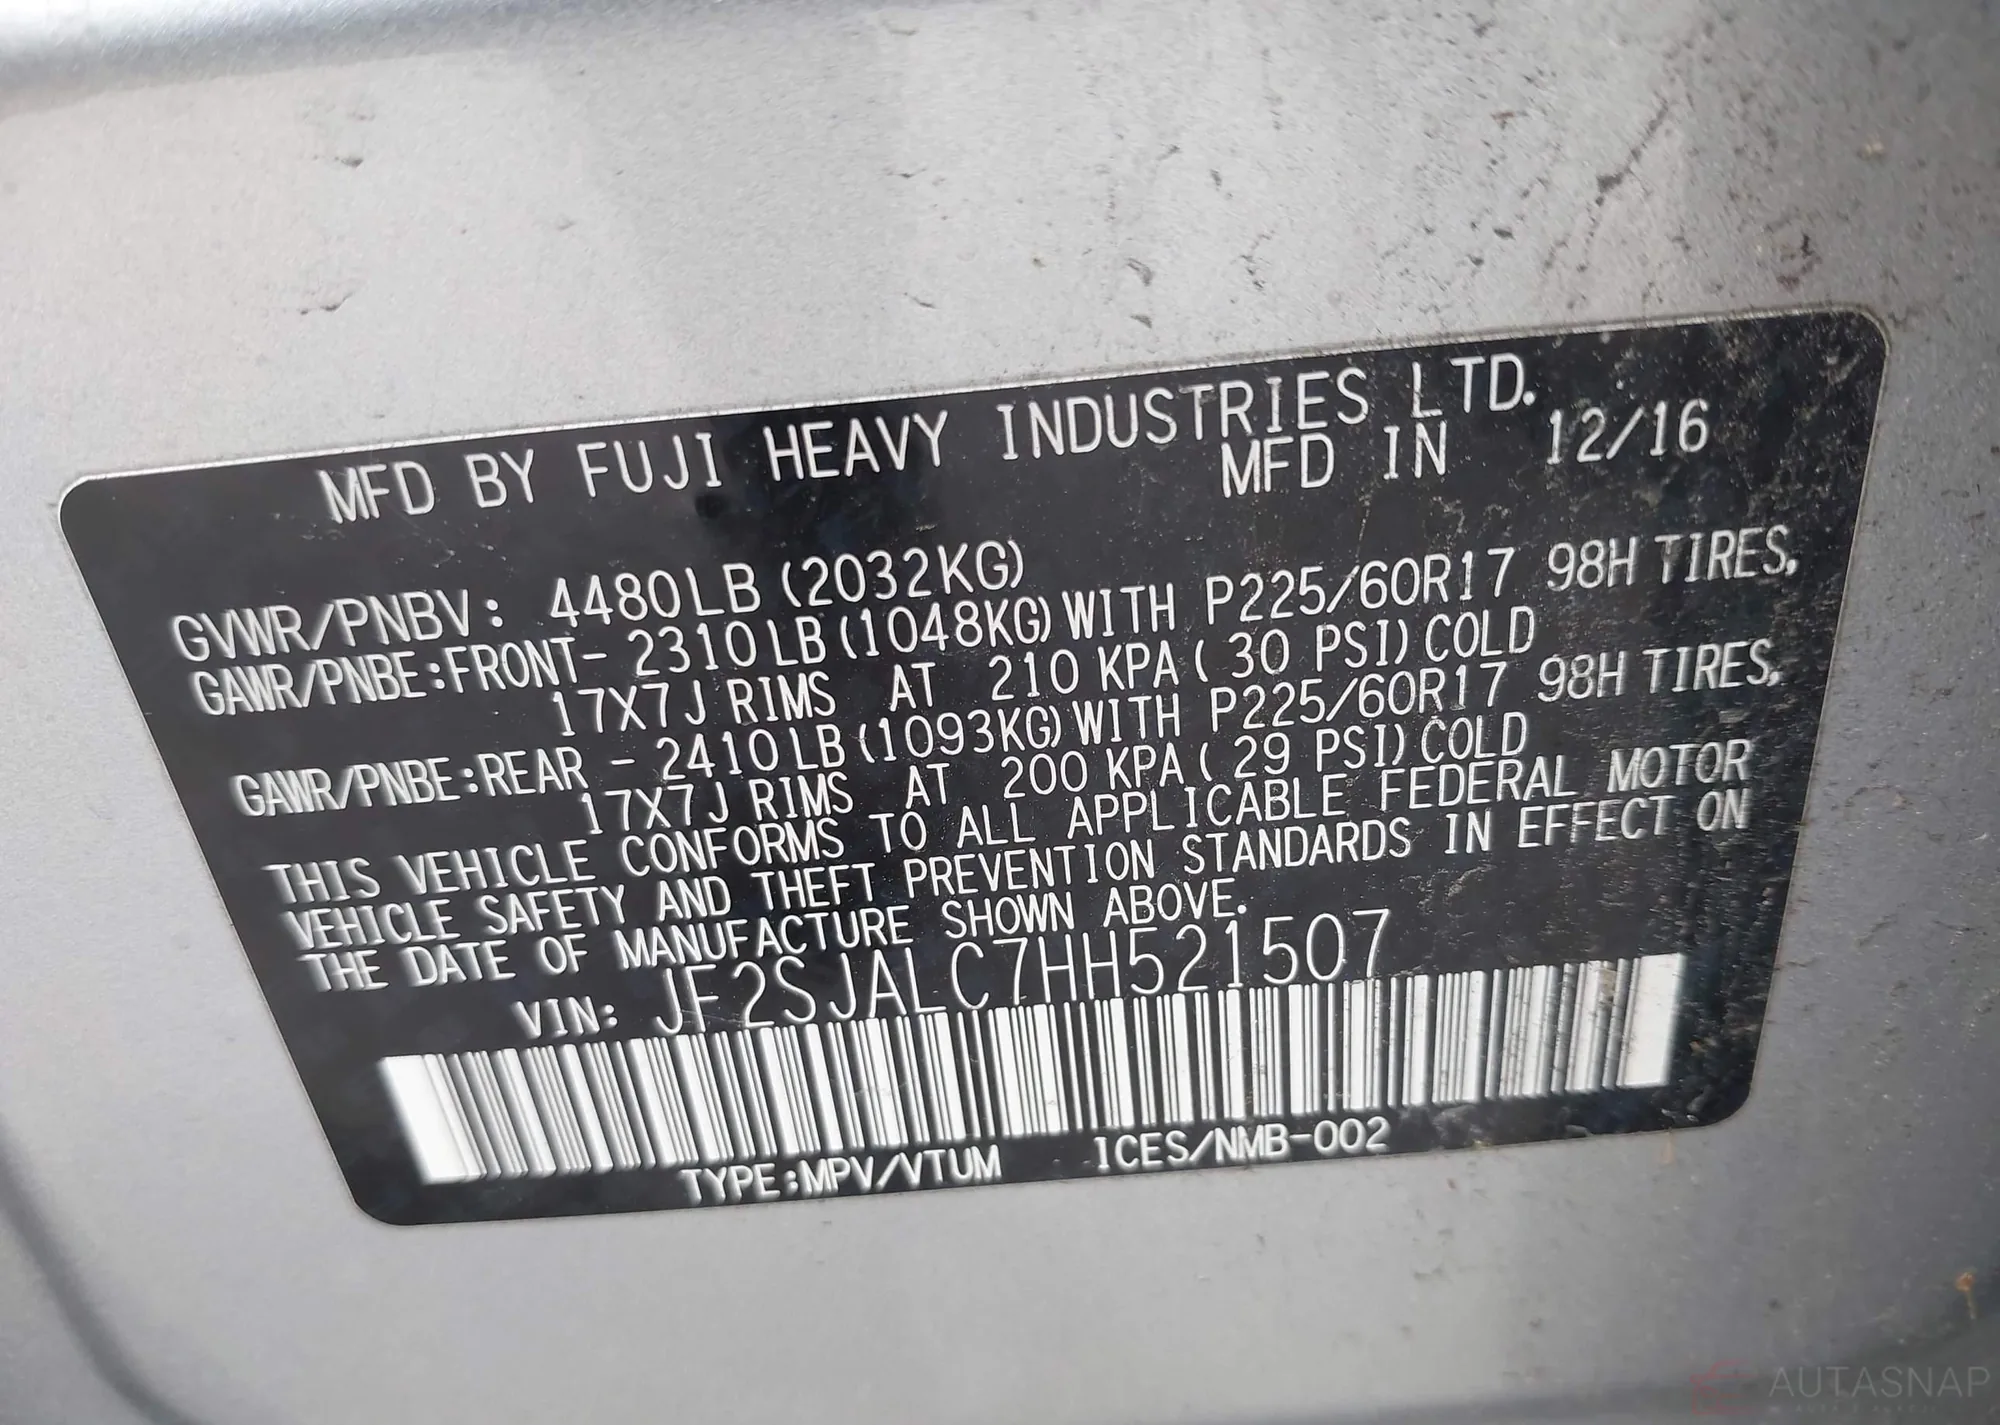 MFD BY FUJI HEAVY INDUSTRIES LTD.
MFD IN 12/16
GVWR/PNBV: 4480LB (2032KG)
GAWR/PNBE:FRONT- 2310LB(1048KG)WITH P225/60R17 98H TIRES,
17X7J RIMS AT 210 KPA( 30 PSI)COLD
GAWR/PNBE:REAR - 2410LB(1093KG)WITH P225/60R17 98H TIRES,
17X7J RIMS AT 200 KPA( 29 PSI)COLD
THIS VEHICLE CONFORMS TO ALL APPLICABLE FEDERAL MOTOR
VEHICLE SAFETY AND THEFT PREVENTION STANDARDS IN EFFECT ON
THE DATE OF MANUFACTURE SHOWN ABOVE.
VIN: JF2SJALC7HH521507
TYPE:MPV/VTUM ICES/NMB-002
AUTASNAP